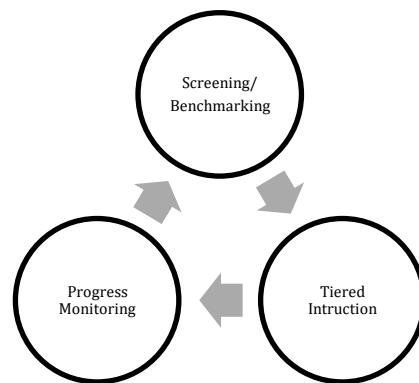 Screening/
Benchmarking
Progress
Monitoring
Tiered
Intruction